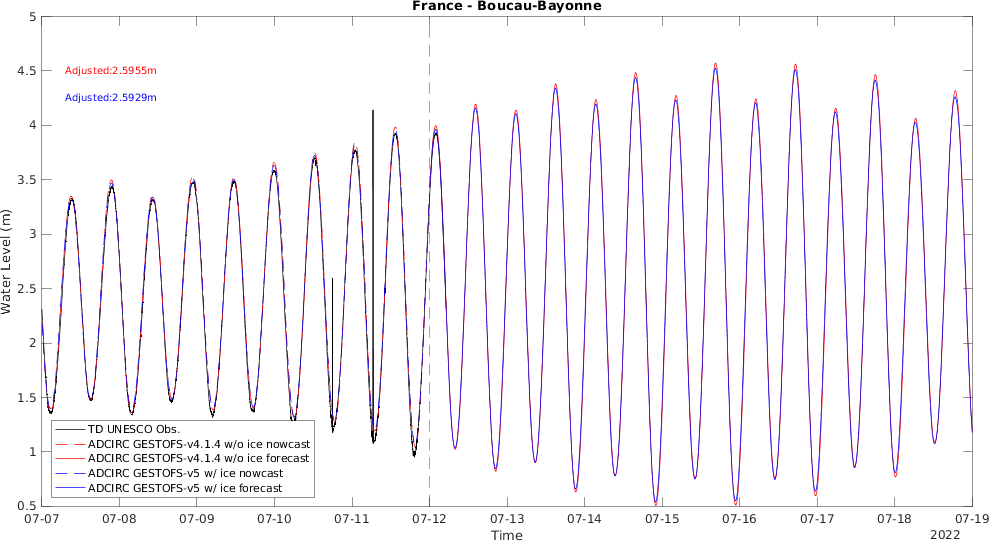 France - Boucau-Bayonne
5
4.5
4
3.5
3
2.5
2
1.5
1
0.5
Water Level (m)
Adjusted:2.5955m
Adjusted:2.5929m
TD UNESCO Obs.
ADCIRC GESTOFS-v4.1.4 w/o ice nowcast
ADCIRC GESTOFS-v4.1.4 w/o ice forecast
ADCIRC GESTOFS-v5 w/ ice nowcast
ADCIRC GESTOFS-v5 w/ ice forecast
07-07 07-08 07-09 07-10 07-11 07-12 07-13 07-14 07-15 07-16 07-17 07-18 07-19
Time
2022